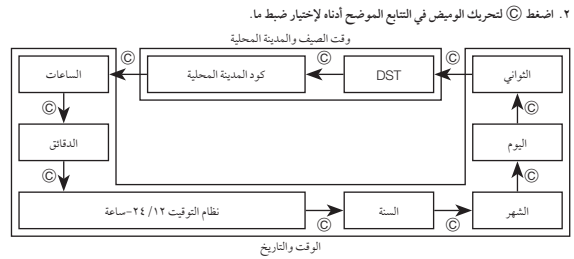 ٢. اضغط Ⓒ لتحريك الوميض في التتابع الموضح أدناه لإختيار ضبط ما.
وقت الصيف والمدينة المحلية
الثواني Ⓒ DST Ⓒ كود المدينة المحلية Ⓒ الساعات
Ⓒ Ⓒ
اليوم الدقائق
Ⓒ Ⓒ
الشهر Ⓒ السنة Ⓒ نظام التوقيت ١٢/ ٢٤-ساعة
الوقت والتاريخ